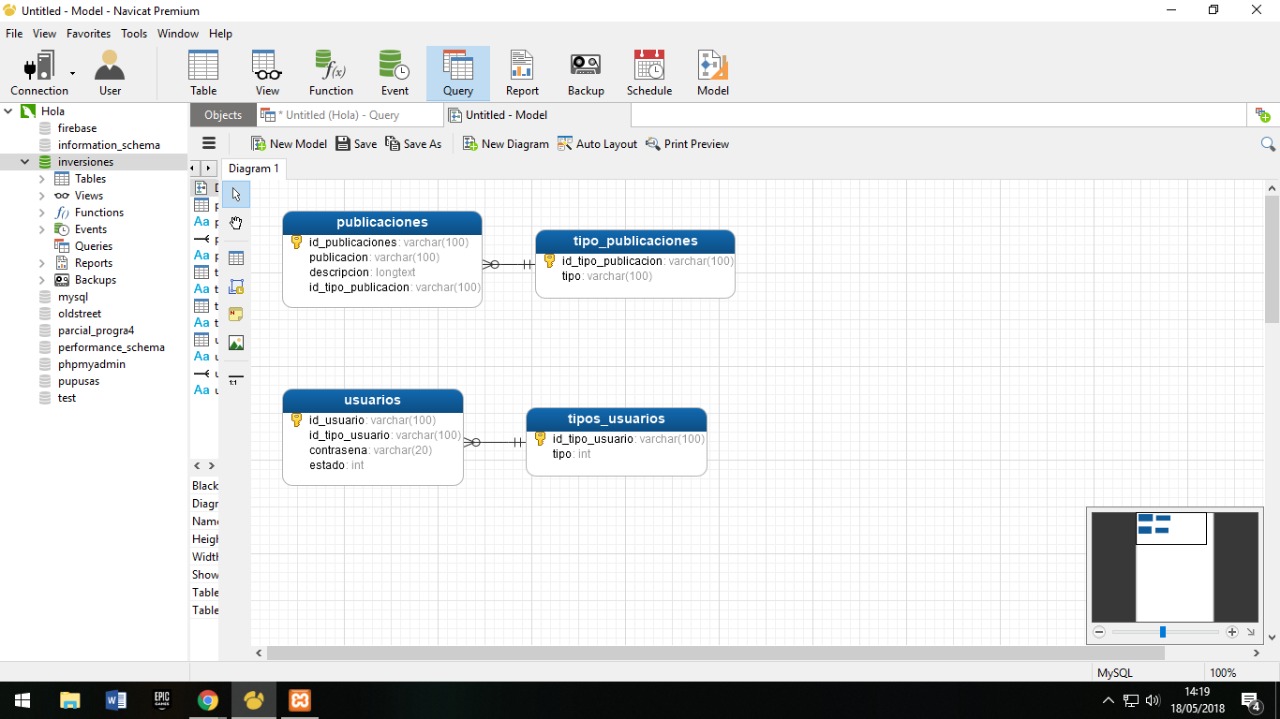 Untitled - Model - Navicat Premium
File View Favorites Tools Window Help
Connection User Table View Function Event Query Report Backup Schedule Model
Hola
firebase
information_schema
inversiones
Tables
Views
Functions
Events
Queries
Reports
Backups
mysql
oldstreet
parcial_progra4
performance_schema
phpmyadmin
pupusas
test
Objects * Untitled (Hola) - Query Untitled - Model
New Model Save Save As New Diagram Auto Layout Print Preview
Diagram 1
publicaciones
id_publicaciones: varchar(100)
publicacion: varchar(100)
descripcion: longtext
id_tipo_publicacion: varchar(100)
tipo_publicaciones
id_tipo_publicacion: varchar(100)
tipo: varchar(100)
usuarios
id_usuario: varchar(100)
id_tipo_usuario: varchar(100)
contrasena: varchar(20)
estado: int
tipos_usuarios
id_tipo_usuario: varchar(100)
tipo: int
1:1
Black
Diagr
Name
Heigh
Width
Show
Table
Table
MySQL 100%
EPIC GAMES
14:19
18/05/2018
4